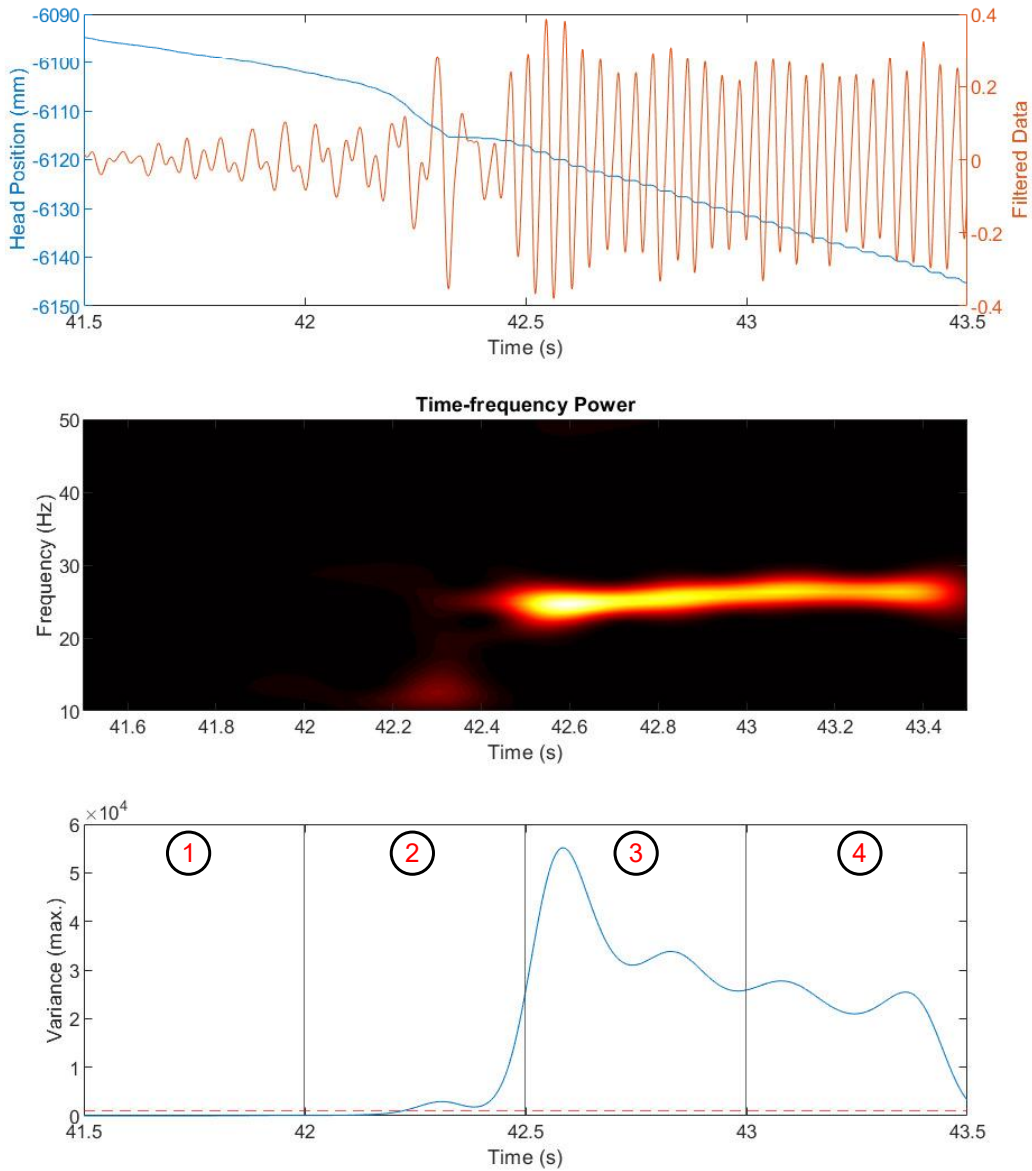 -6090
-6100
-6110
-6120
-6130
-6140
-6150
Head Position (mm)
0.4
0.2
0
-0.2
-0.4
Filtered Data
41.5 42 42.5 43 43.5
Time (s)
Time-frequency Power
50
40
30
20
10
Frequency (Hz)
41.6 41.8 42 42.2 42.4 42.6 42.8 43 43.2 43.4
Time (s)
×10⁴
6
5
4
3
2
1
0
Variance (max.)
1 2 3 4
41.5 42 42.5 43 43.5
Time (s)